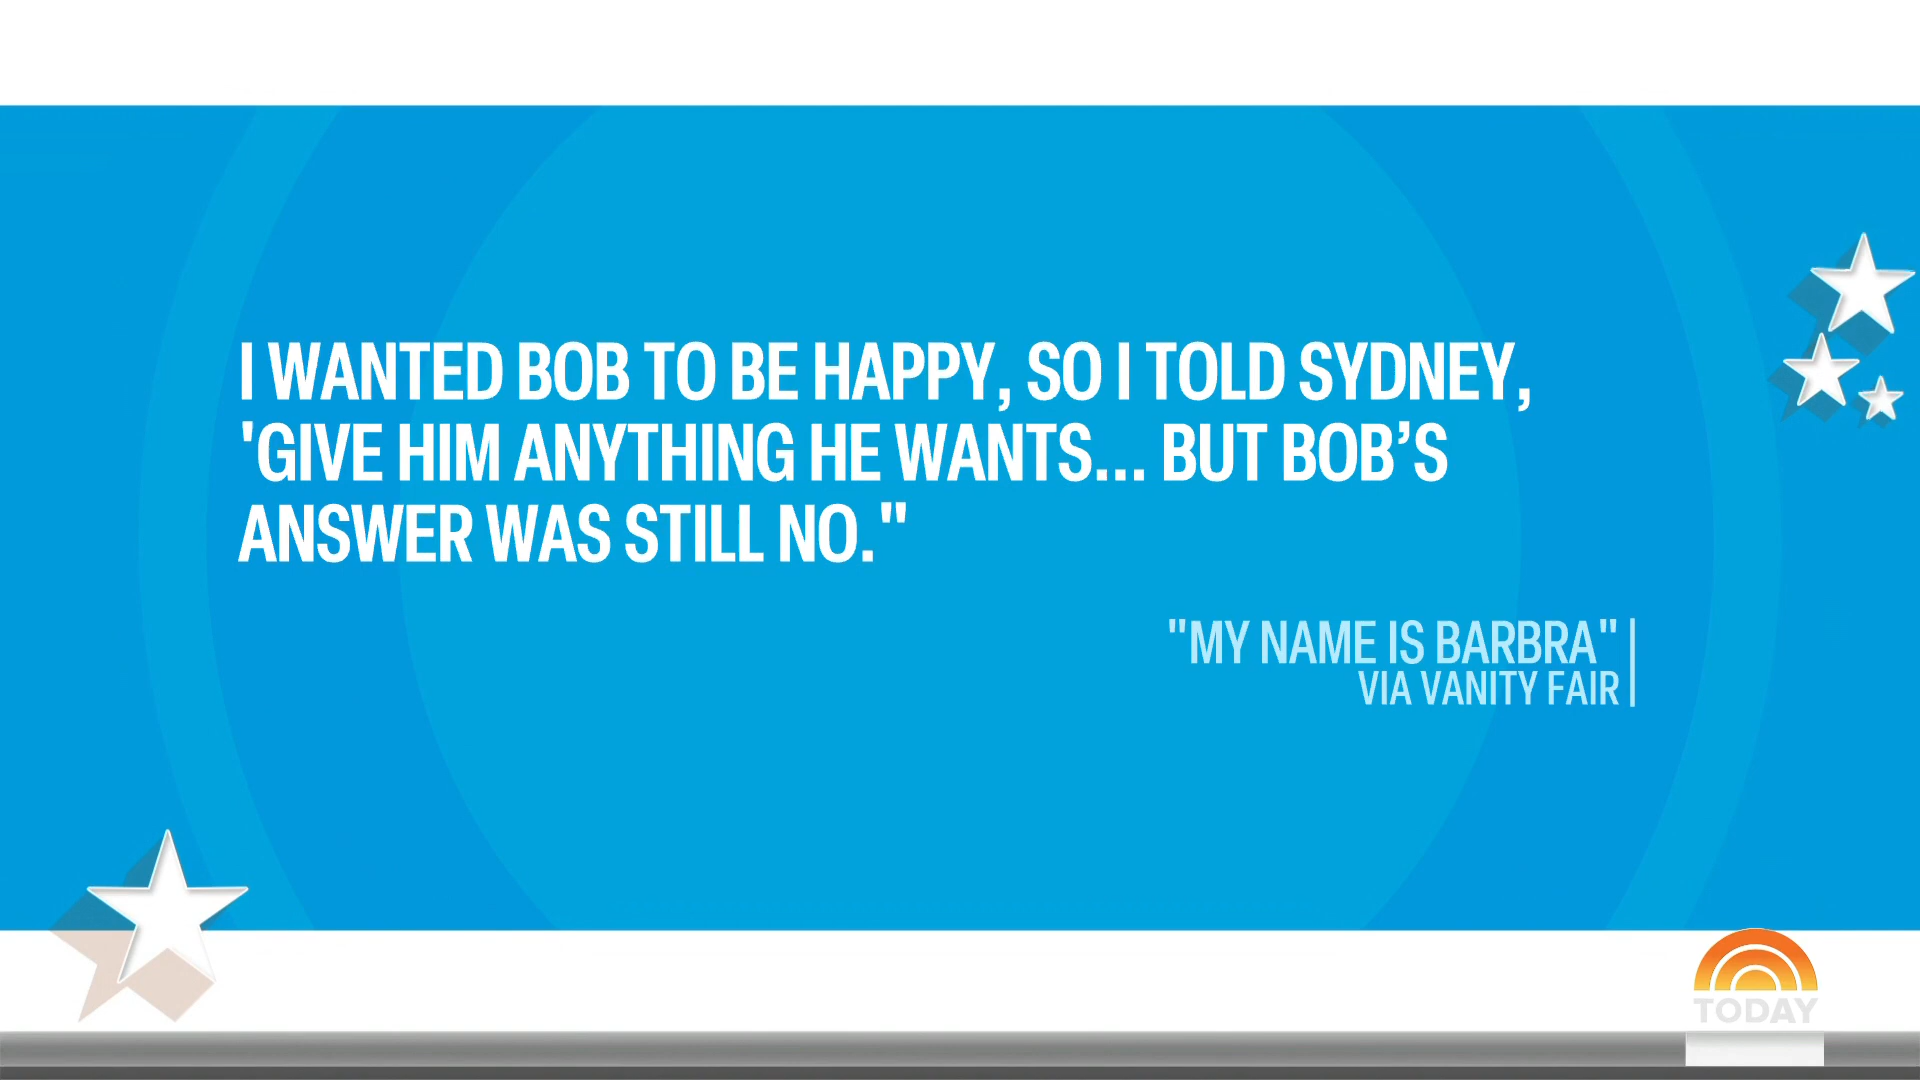 I WANTED BOB TO BE HAPPY, SO I TOLD SYDNEY,
'GIVE HIM ANYTHING HE WANTS... BUT BOB’S
ANSWER WAS STILL NO."
"MY NAME IS BARBRA"
VIA VANITY FAIR
TODAY